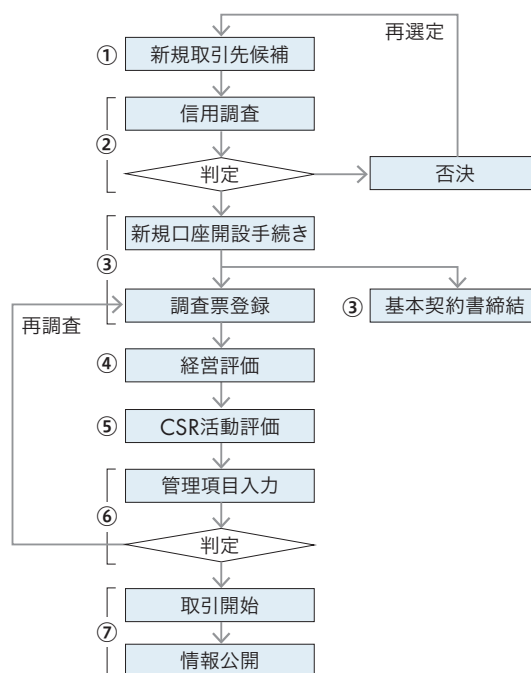 再選定
① 新規取引先候補
信用調査
②
判定
否決
新規口座開設手続き
③
調査票登録
③ 基本契約書締結
再調査
④ 経営評価
⑤ CSR活動評価
管理項目入力
⑥
判定
取引開始
⑦
情報公開